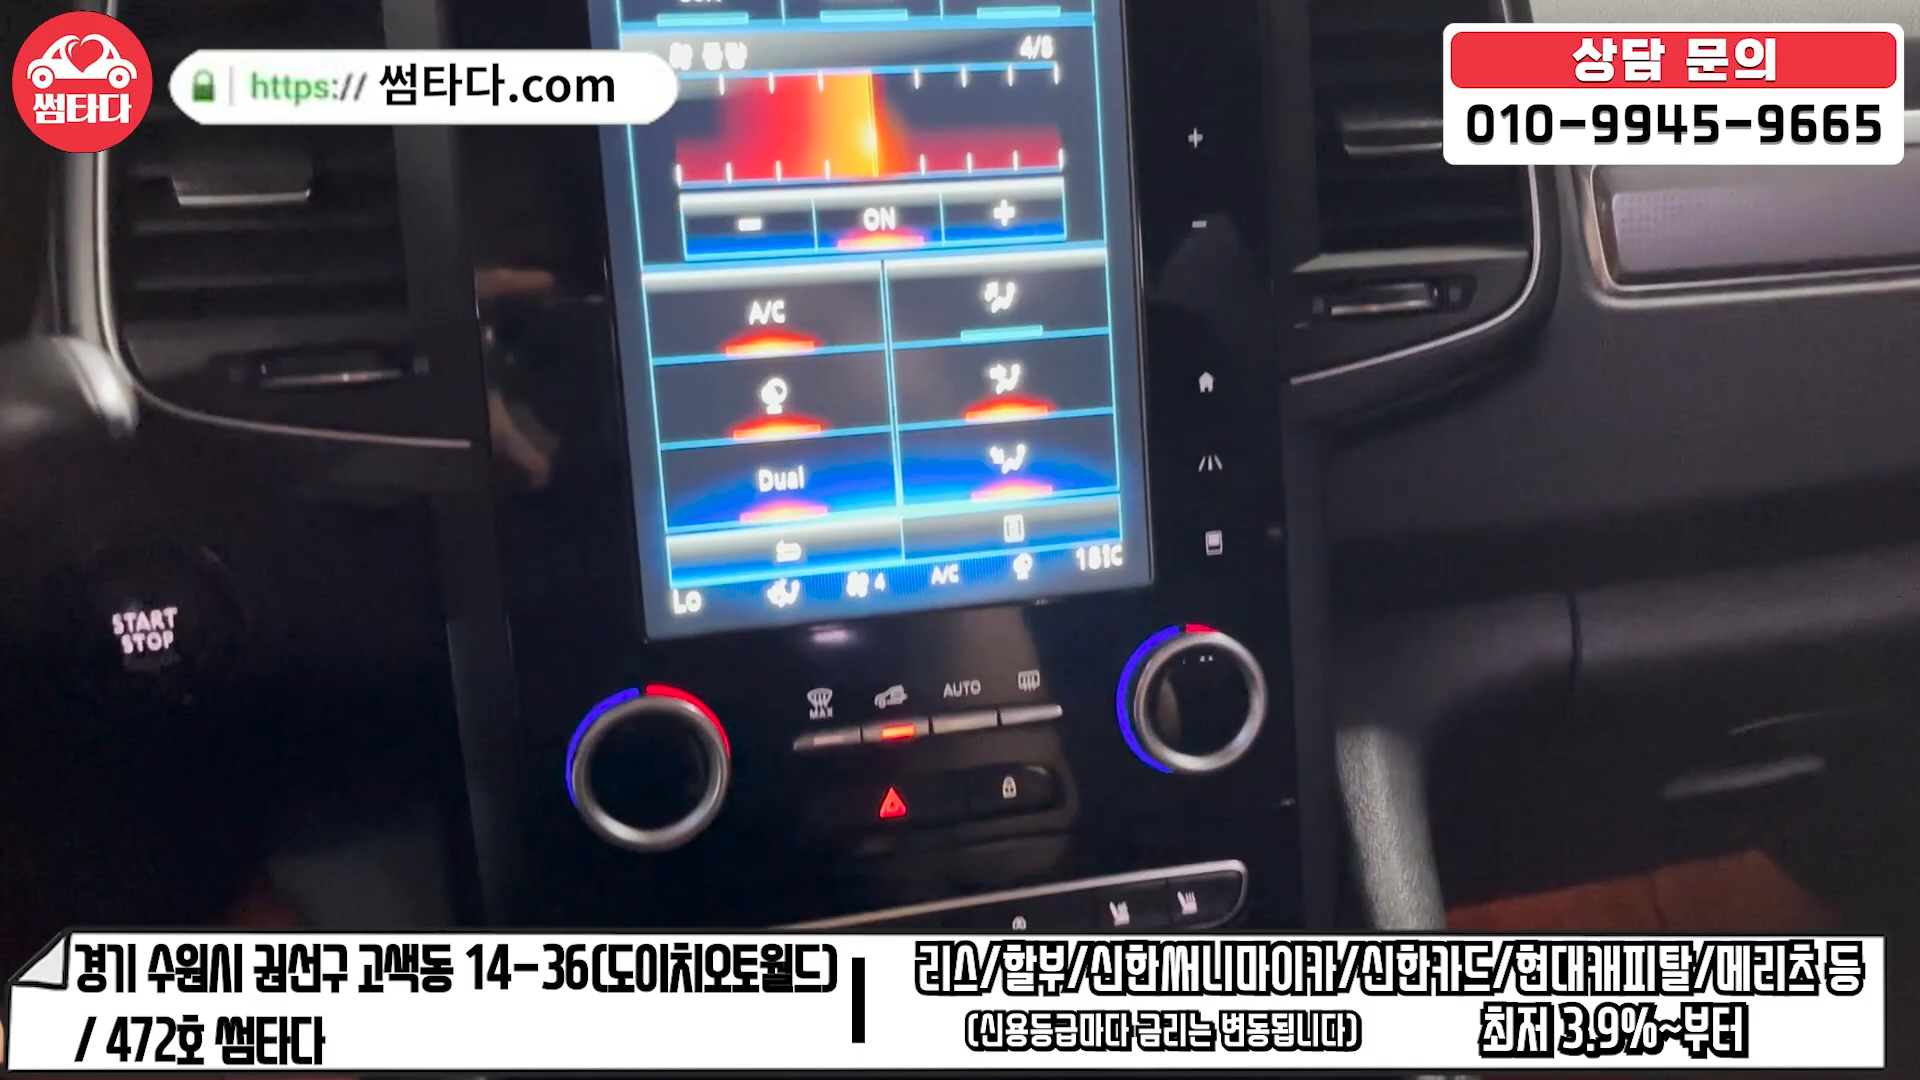 썸타다
https:// 썸타다.com
상담 문의
010-9945-9665
풍량
4/8
ON
A/C
Dual
Lo
4
A/C
18°C
START
STOP
MAX
AUTO
경기 수원시 권선구 고색동 14-36(도이치오토월드)
/ 472호 썸타다
리스/할부/신한써니마이카/신한카드/현대캐피탈/메리츠 등
(신용등급마다 금리는 변동됩니다)
최저 3.9%~부터